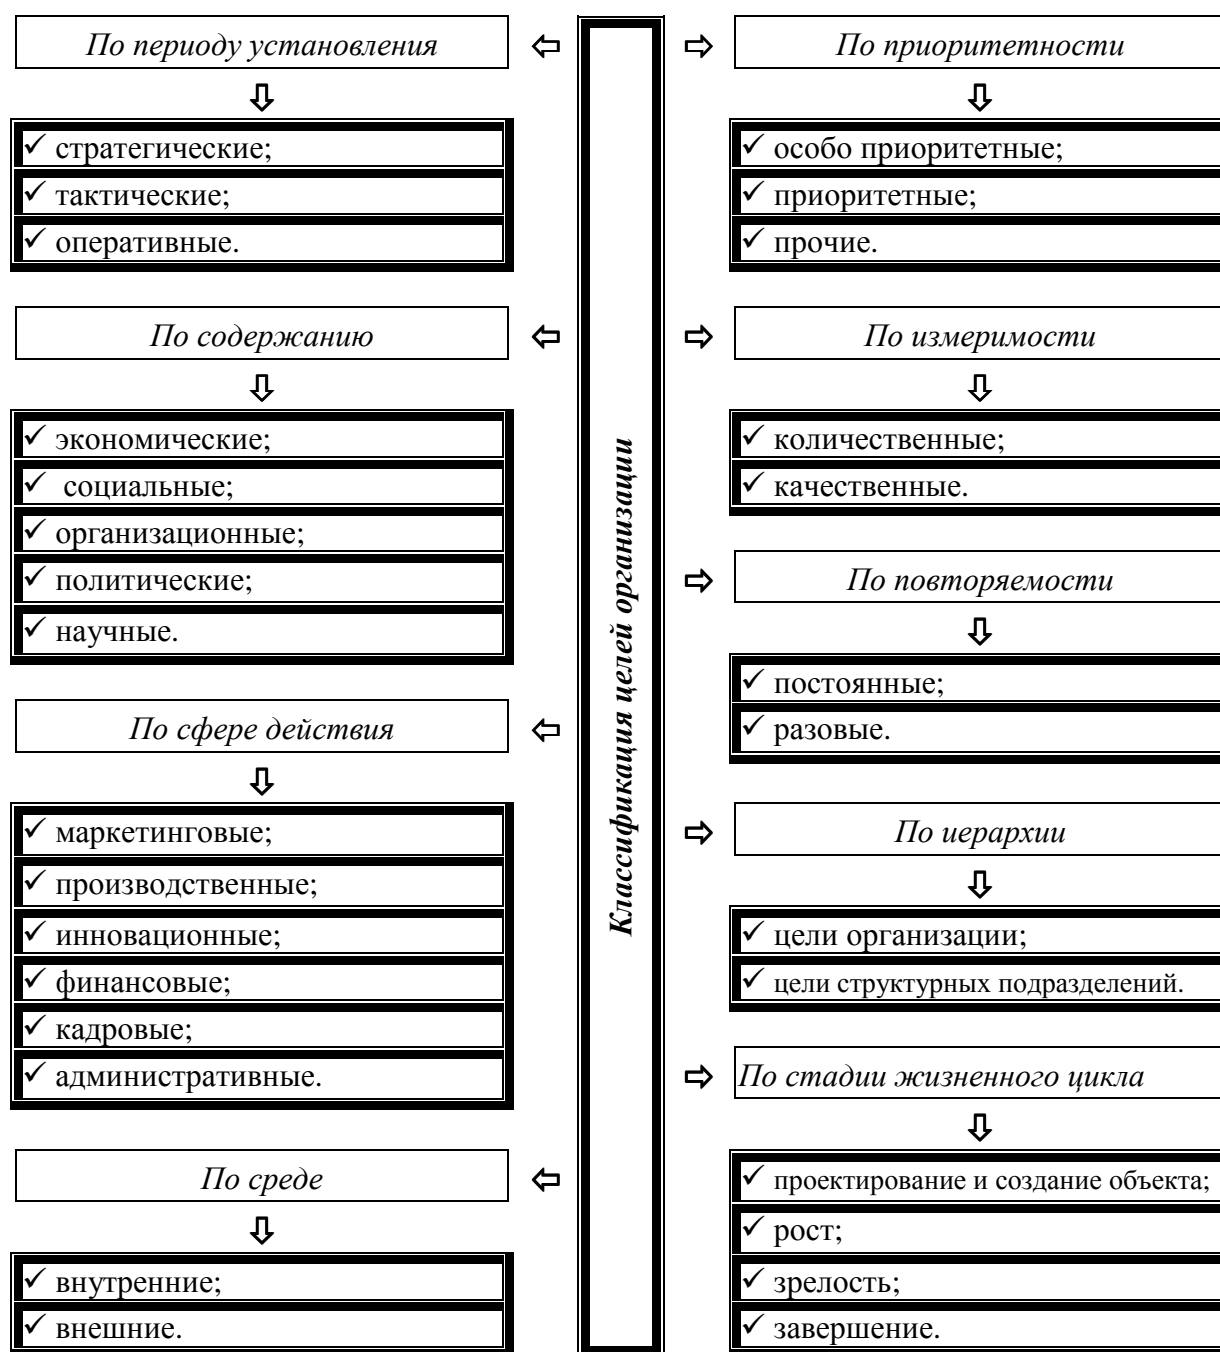 По периоду установления
стратегические;
тактические;
оперативные.
По содержанию
экономические;
социальные;
организационные;
политические;
научные.
По сфере действия
маркетинговые;
производственные;
инновационные;
финансовые;
кадровые;
административные.
По среде
внутренние;
внешние.
Классификация целей организации
По приоритетности
особо приоритетные;
приоритетные;
прочие.
По измеримости
количественные;
качественные.
По повторяемости
постоянные;
разовые.
По иерархии
цели организации;
цели структурных подразделений.
По стадии жизненного цикла
проектирование и создание объекта;
рост;
зрелость;
завершение.